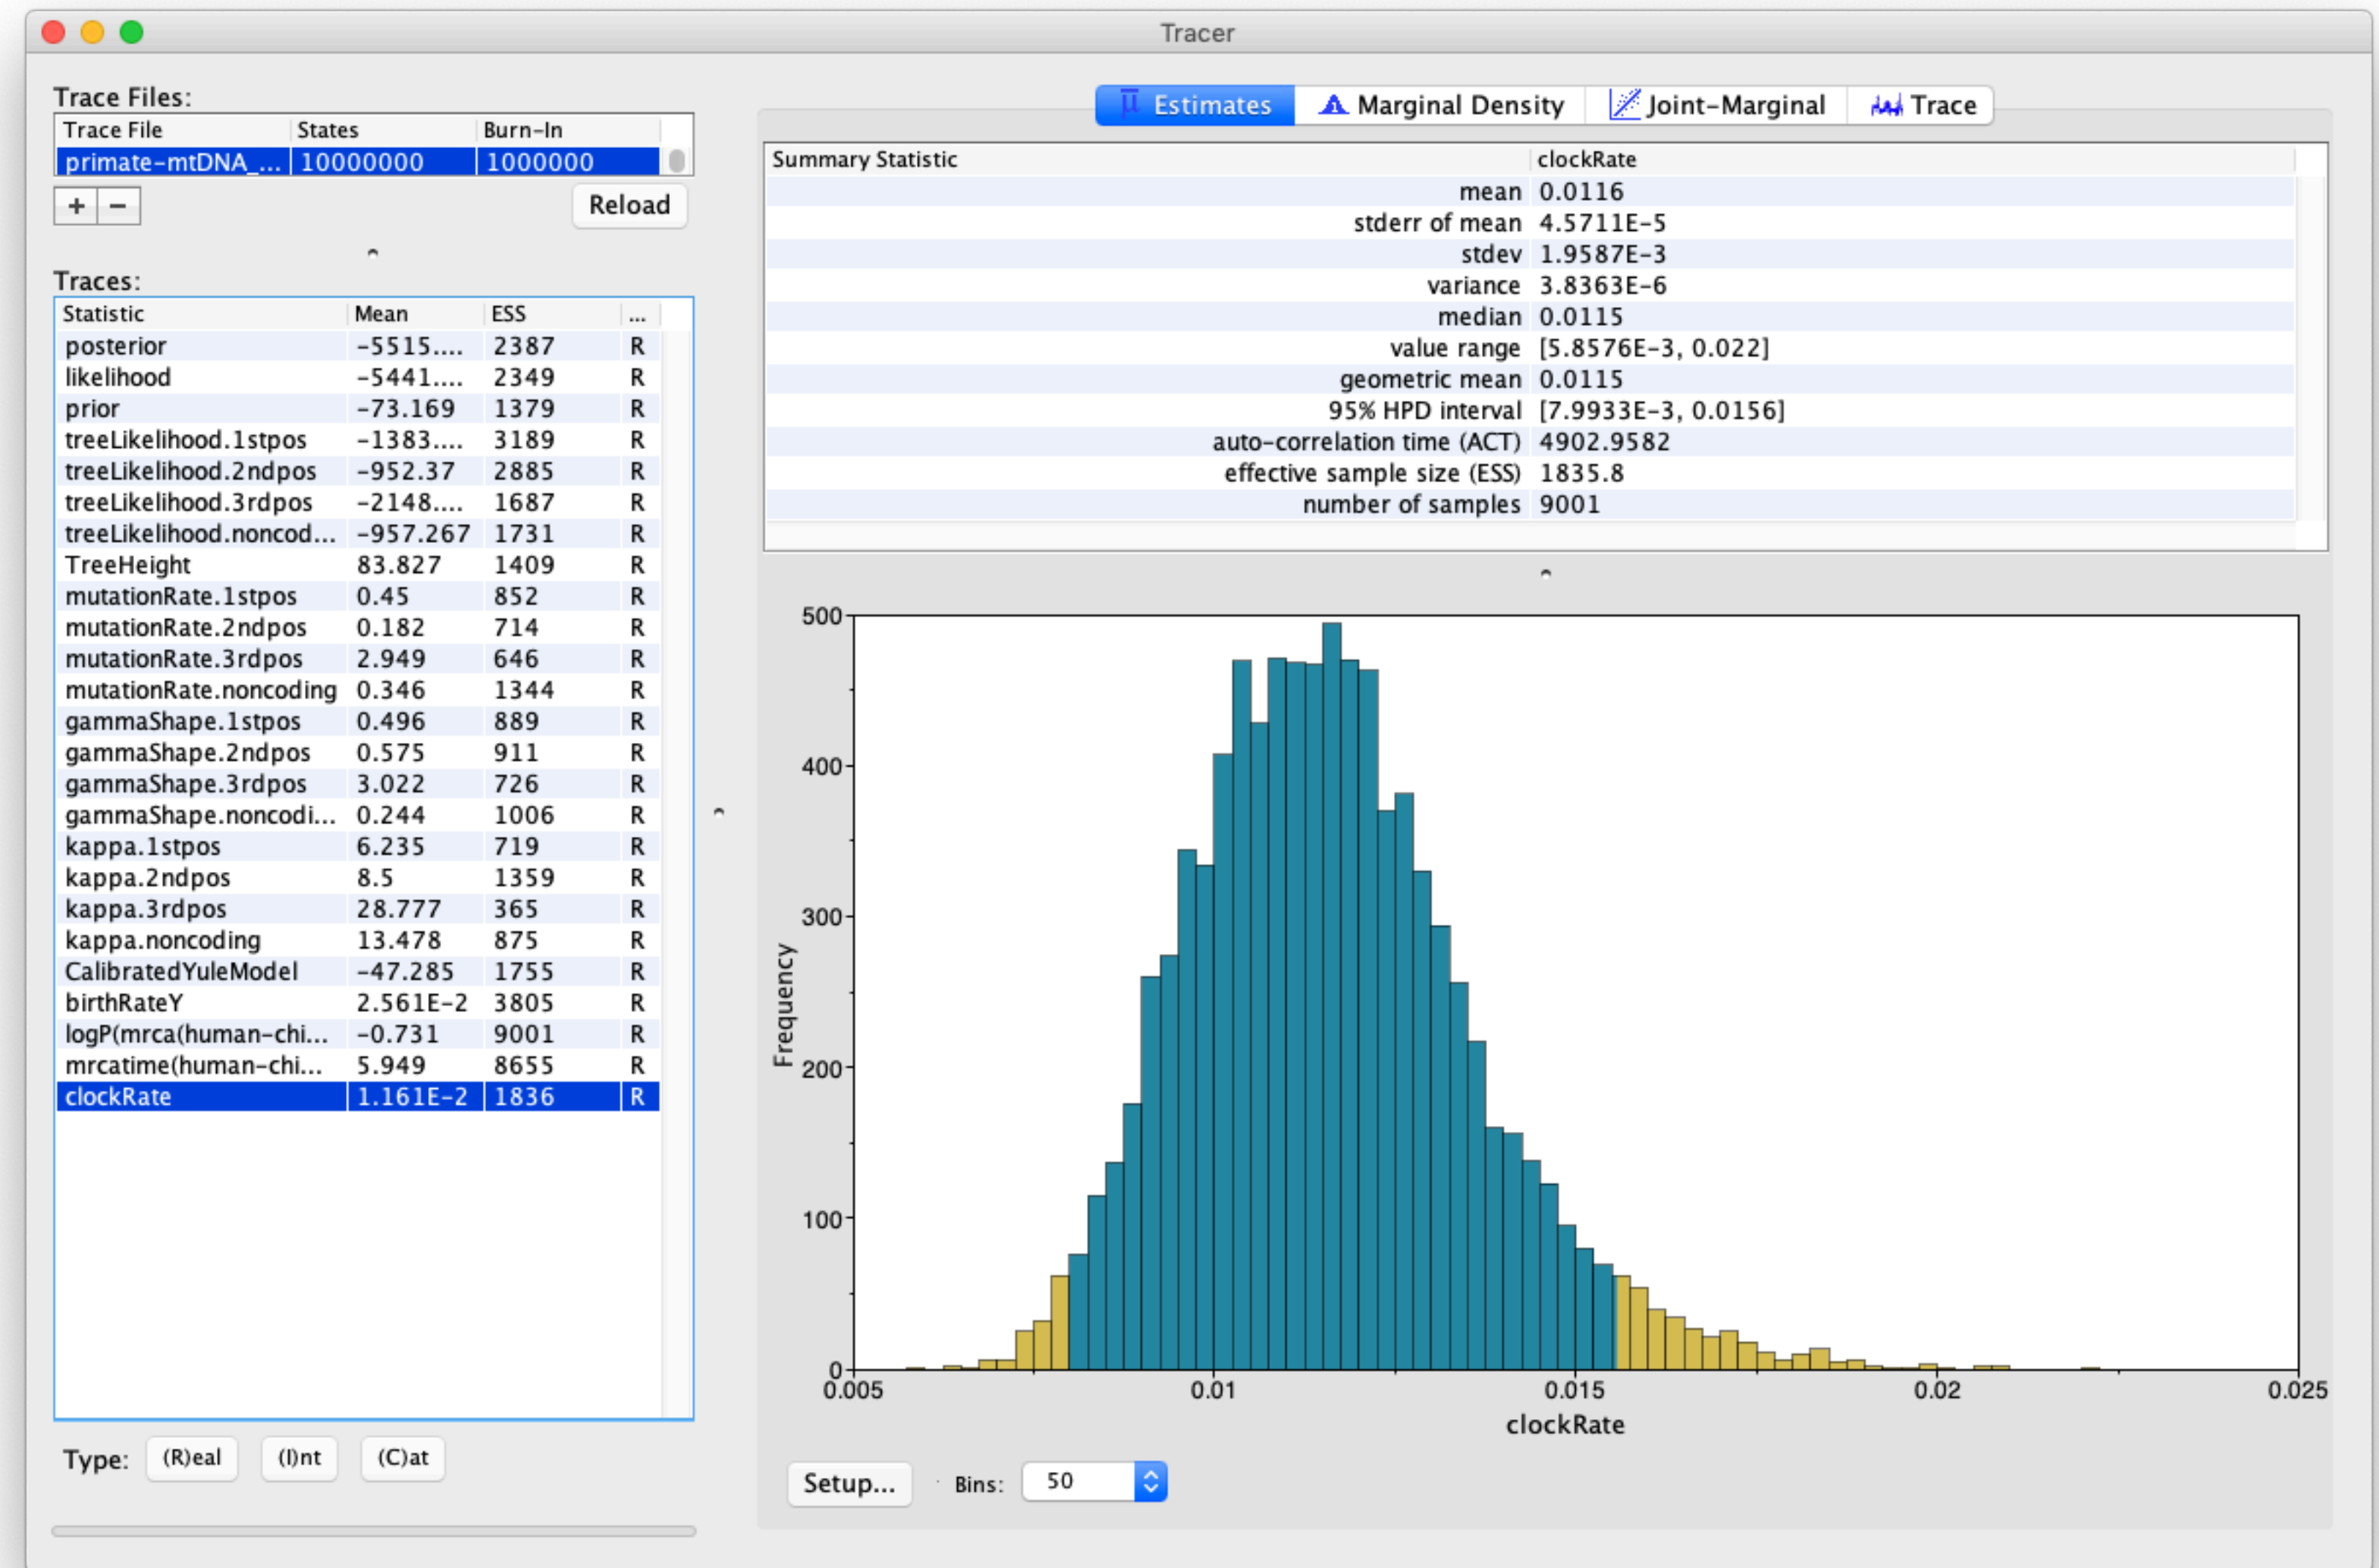 Tracer
Trace Files:
Trace File States Burn-In
primate-mtDNA_... 10000000 1000000
+ − Reload
Traces:
Statistic Mean ESS ...
posterior -5515.... 2387 R
likelihood -5441.... 2349 R
prior -73.169 1379 R
treeLikelihood.1stpos -1383.... 3189 R
treeLikelihood.2ndpos -952.37 2885 R
treeLikelihood.3rdpos -2148.... 1687 R
treeLikelihood.noncod... -957.267 1731 R
TreeHeight 83.827 1409 R
mutationRate.1stpos 0.45 852 R
mutationRate.2ndpos 0.182 714 R
mutationRate.3rdpos 2.949 646 R
mutationRate.noncoding 0.346 1344 R
gammaShape.1stpos 0.496 889 R
gammaShape.2ndpos 0.575 911 R
gammaShape.3rdpos 3.022 726 R
gammaShape.noncodi... 0.244 1006 R
kappa.1stpos 6.235 719 R
kappa.2ndpos 8.5 1359 R
kappa.3rdpos 28.777 365 R
kappa.noncoding 13.478 875 R
CalibratedYuleModel -47.285 1755 R
birthRateY 2.561E-2 3805 R
logP(mrca(human-chi... -0.731 9001 R
mrcatime(human-chi... 5.949 8655 R
clockRate 1.161E-2 1836 R
Type: (R)eal (I)nt (C)at
Estimates Marginal Density Joint-Marginal Trace
Summary Statistic clockRate
mean 0.0116
stderr of mean 4.5711E-5
stdev 1.9587E-3
variance 3.8363E-6
median 0.0115
value range [5.8576E-3, 0.022]
geometric mean 0.0115
95% HPD interval [7.9933E-3, 0.0156]
auto-correlation time (ACT) 4902.9582
effective sample size (ESS) 1835.8
number of samples 9001
500
400
300
200
100
0
Frequency
0.005 0.01 0.015 0.02 0.025
clockRate
Setup... Bins: 50